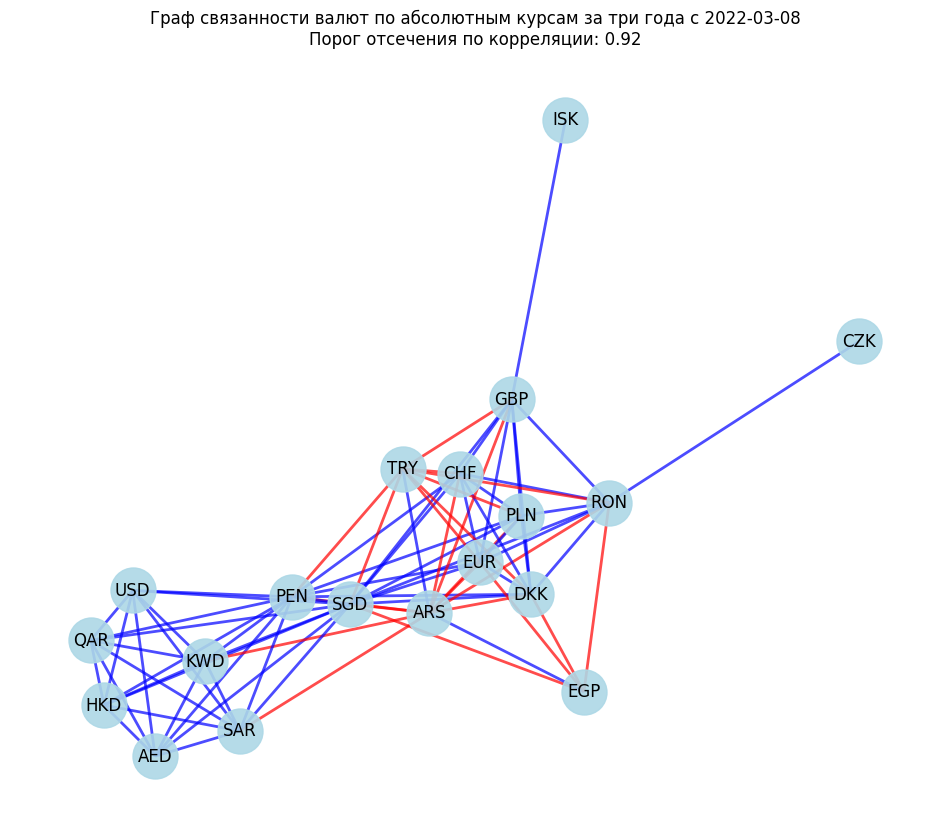 Граф связанности валют по абсолютным курсам за три года с 2022-03-08
Порог отсечения по корреляции: 0.92
ISK
CZK
GBP
TRY
CHF
PLN
RON
EUR
USD
PEN
SGD
ARS
DKK
QAR
KWD
EGP
HKD
SAR
AED